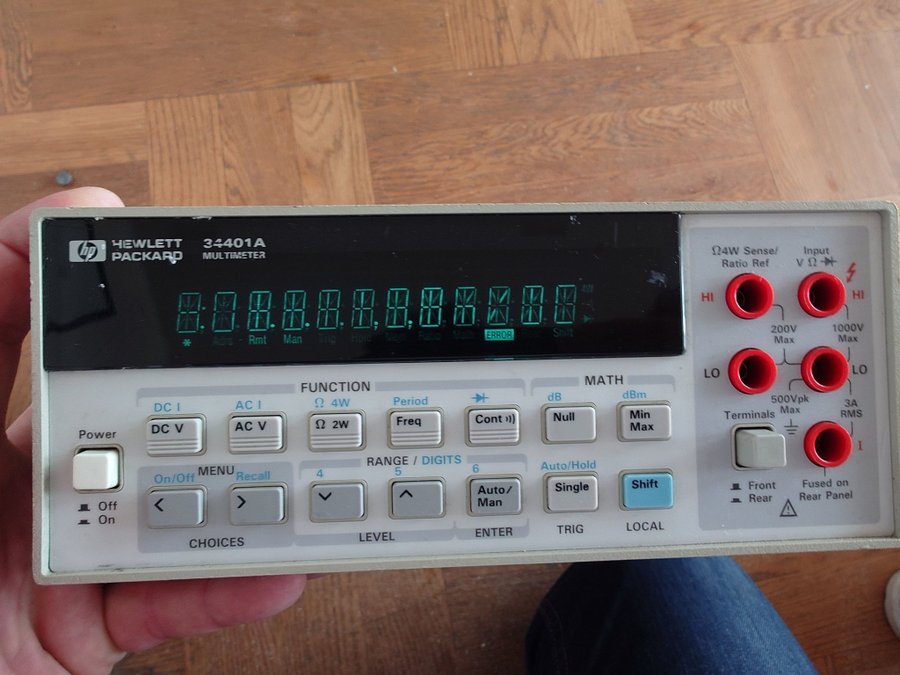 hp HEWLETT PACKARD
34401A
MULTIMETER
* Adrs Rmt Man Trig Hold Ratio Math ERROR Shift
Ω4W Sense/
Ratio Ref
Input
V Ω
HI
HI
200V
Max
1000V
Max
LO
LO
500Vpk
Max
3A
RMS
Terminals
I
Front
Rear
Fused on
Rear Panel
FUNCTION
MATH
DC I
AC I
Ω 4W
Period
dB
dBm
DC V
AC V
Ω 2W
Freq
Cont
Null
Min
Max
Power
Off
On
MENU
RANGE / DIGITS
On/Off
Recall
4
5
6
Auto/Hold
<
>
Auto/
Man
Single
Shift
CHOICES
LEVEL
ENTER
TRIG
LOCAL